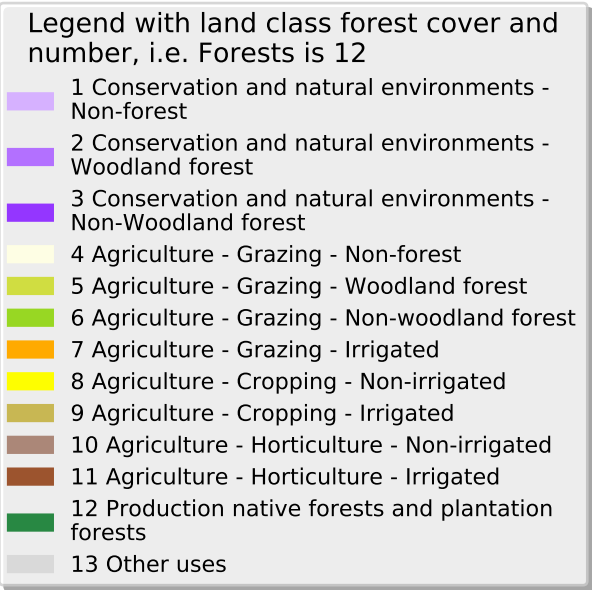 Legend with land class forest cover and
number, i.e. Forests is 12
1 Conservation and natural environments -
Non-forest
2 Conservation and natural environments -
Woodland forest
3 Conservation and natural environments -
Non-Woodland forest
4 Agriculture - Grazing - Non-forest
5 Agriculture - Grazing - Woodland forest
6 Agriculture - Grazing - Non-woodland forest
7 Agriculture - Grazing - Irrigated
8 Agriculture - Cropping - Non-irrigated
9 Agriculture - Cropping - Irrigated
10 Agriculture - Horticulture - Non-irrigated
11 Agriculture - Horticulture - Irrigated
12 Production native forests and plantation
forests
13 Other uses